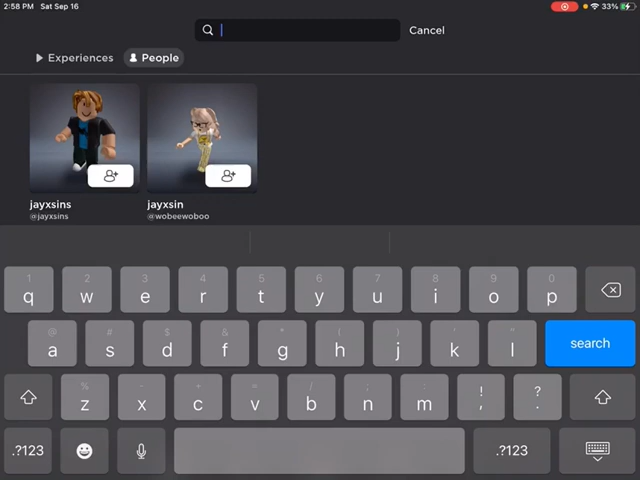 2:58 PM Sat Sep 16 33%
Cancel
Experiences People
jayxsins jayxsin
@jayxsins @wobeewoboo
1 2 3 4 5 6 7 8 9 0
q w e r t y u i o p
@ # $ & * ( ) ' "
a s d f g h j k l search
% - + = / ; : ! ?
z x c v b n m , .
.?123 .?123